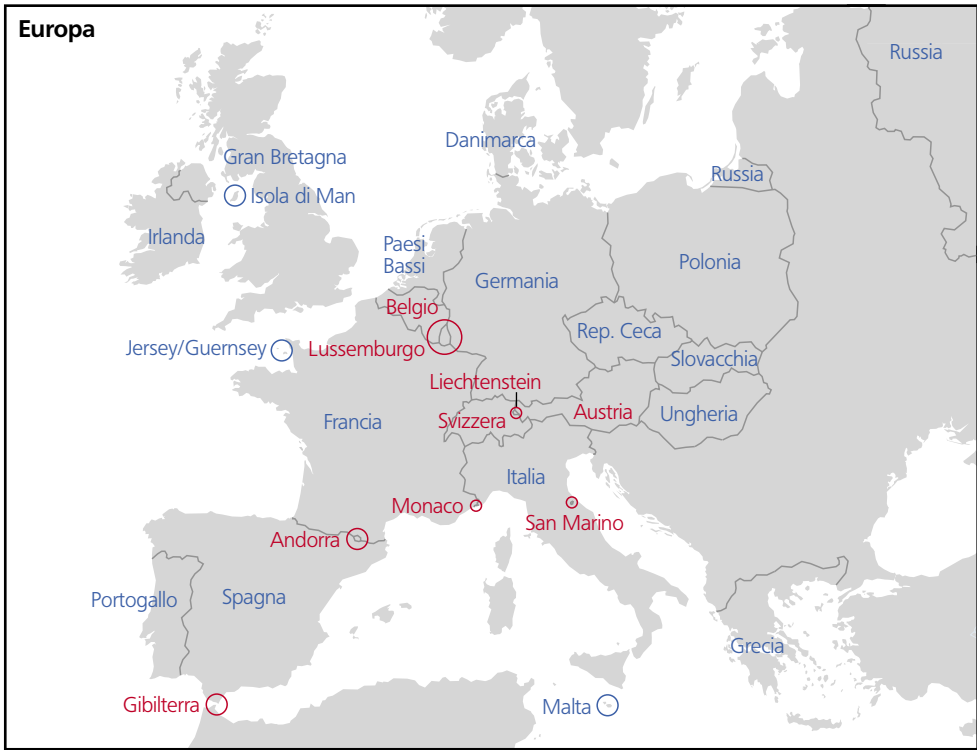 Europa
Russia
Danimarca
Gran Bretagna
Russia
Isola di Man
Irlanda
Paesi
Bassi
Polonia
Germania
Belgio
Rep. Ceca
Jersey/Guernsey
Lussemburgo
Slovacchia
Liechtenstein
Austria
Ungheria
Francia
Svizzera
Italia
Monaco
San Marino
Andorra
Portogallo
Spagna
Grecia
Gibilterra
Malta